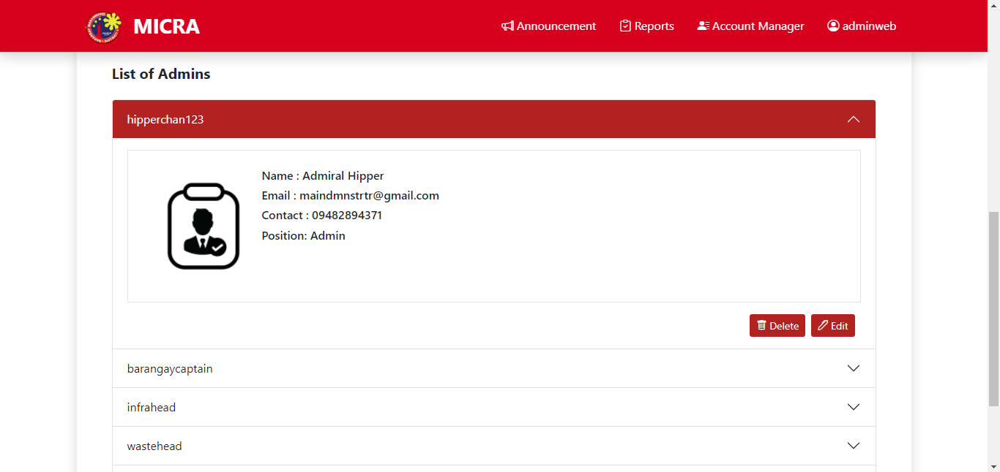 MICRA
Announcement
Reports
Account Manager
adminweb
List of Admins
hipperchan123
Name : Admiral Hipper
Email : maindmnstrtr@gmail.com
Contact : 09482894371
Position: Admin
Delete
Edit
barangaycaptain
infrahead
wastehead